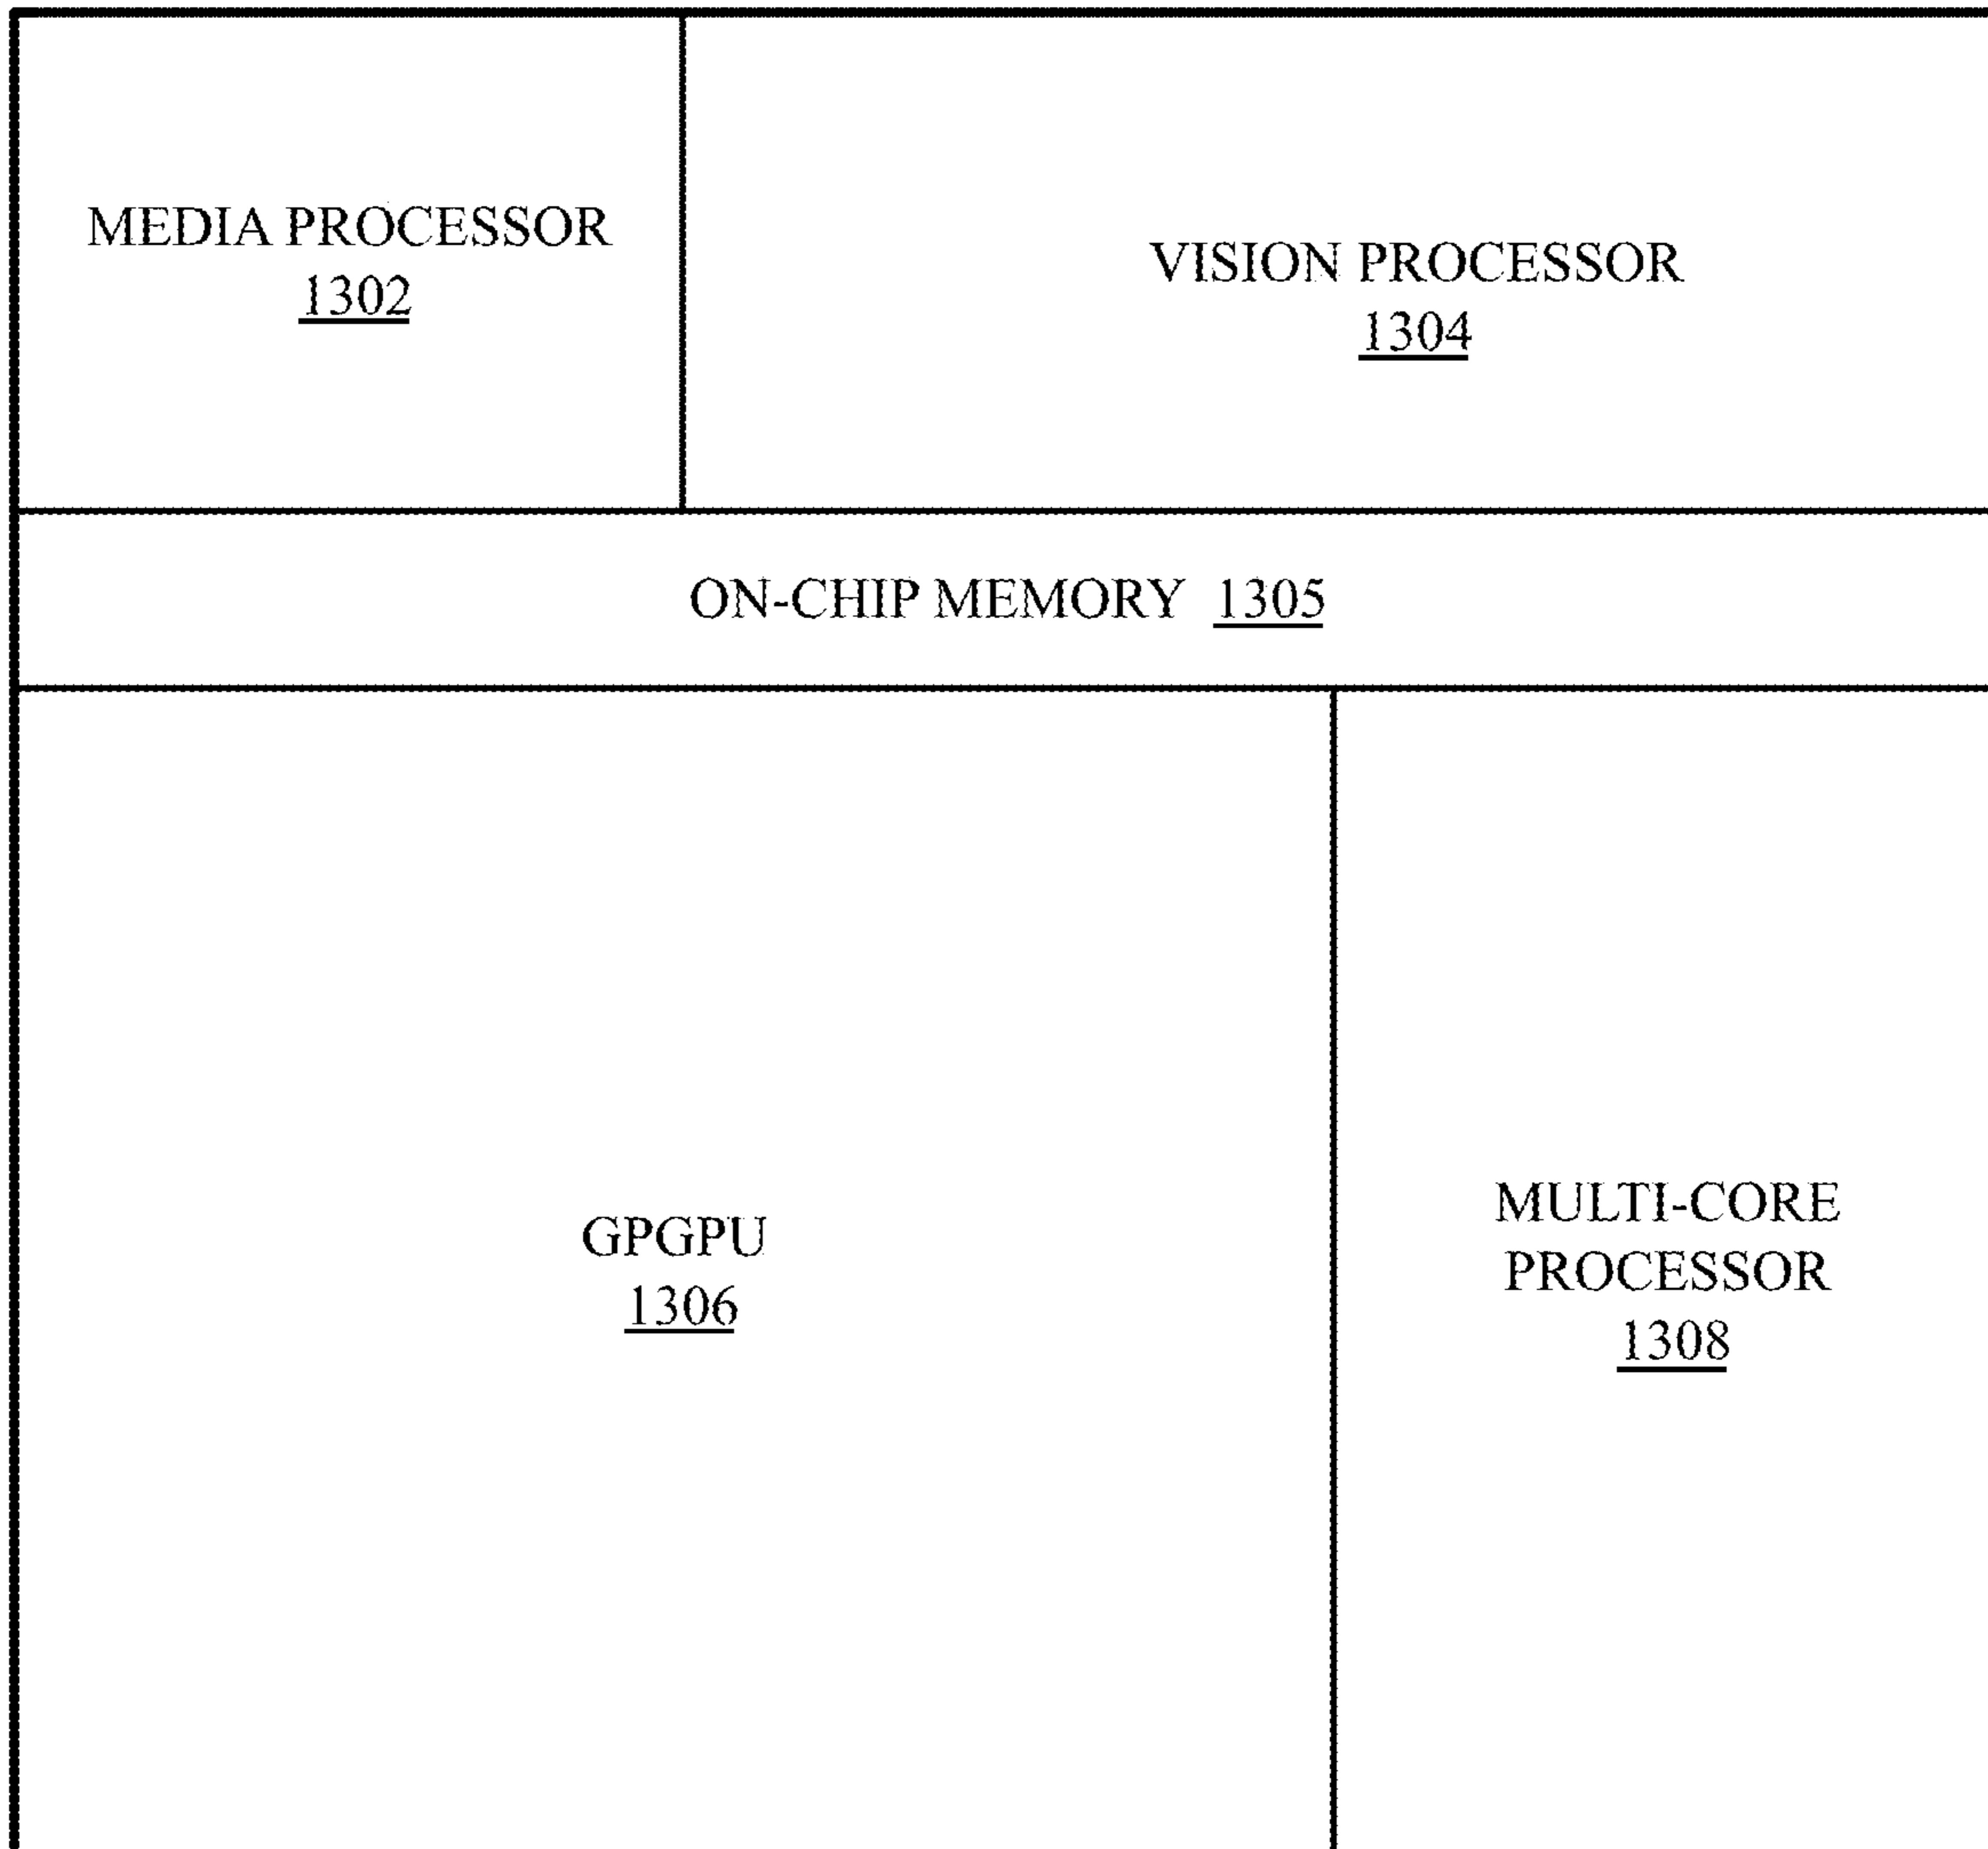 MEDIA PROCESSOR
1302
VISION PROCESSOR
1304
ON-CHIP MEMORY 1305
GPGPU
1306
MULTI-CORE
PROCESSOR
1308